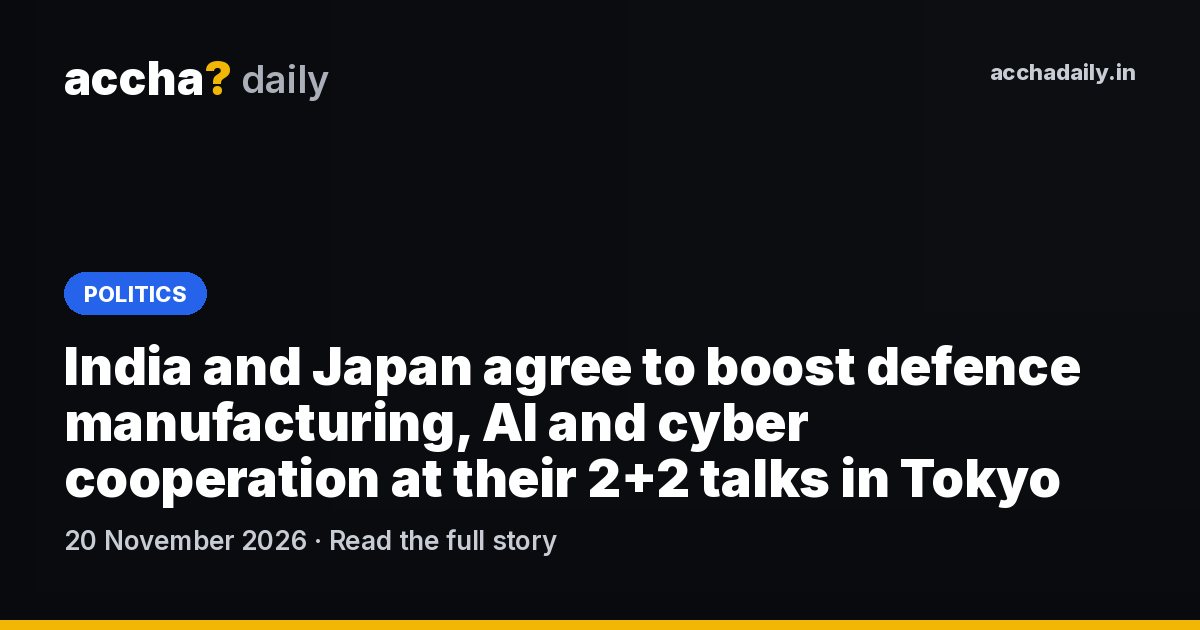 accha? daily
acchadaily.in
POLITICS
India and Japan agree to boost defence
manufacturing, AI and cyber
cooperation at their 2+2 talks in Tokyo
20 November 2026 · Read the full story